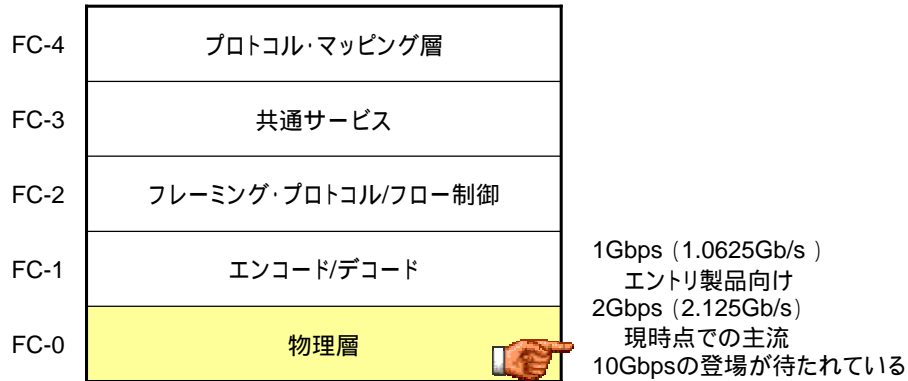 FC-4 プロトコル・マッピング層
FC-3 共通サービス
FC-2 フレーミング・プロトコル/フロー制御
FC-1 エンコード/デコード
FC-0 物理層
1Gbps（1.0625Gb/s ）
エントリ製品向け
2Gbps（2.125Gb/s）
現時点での主流
10Gbpsの登場が待たれている